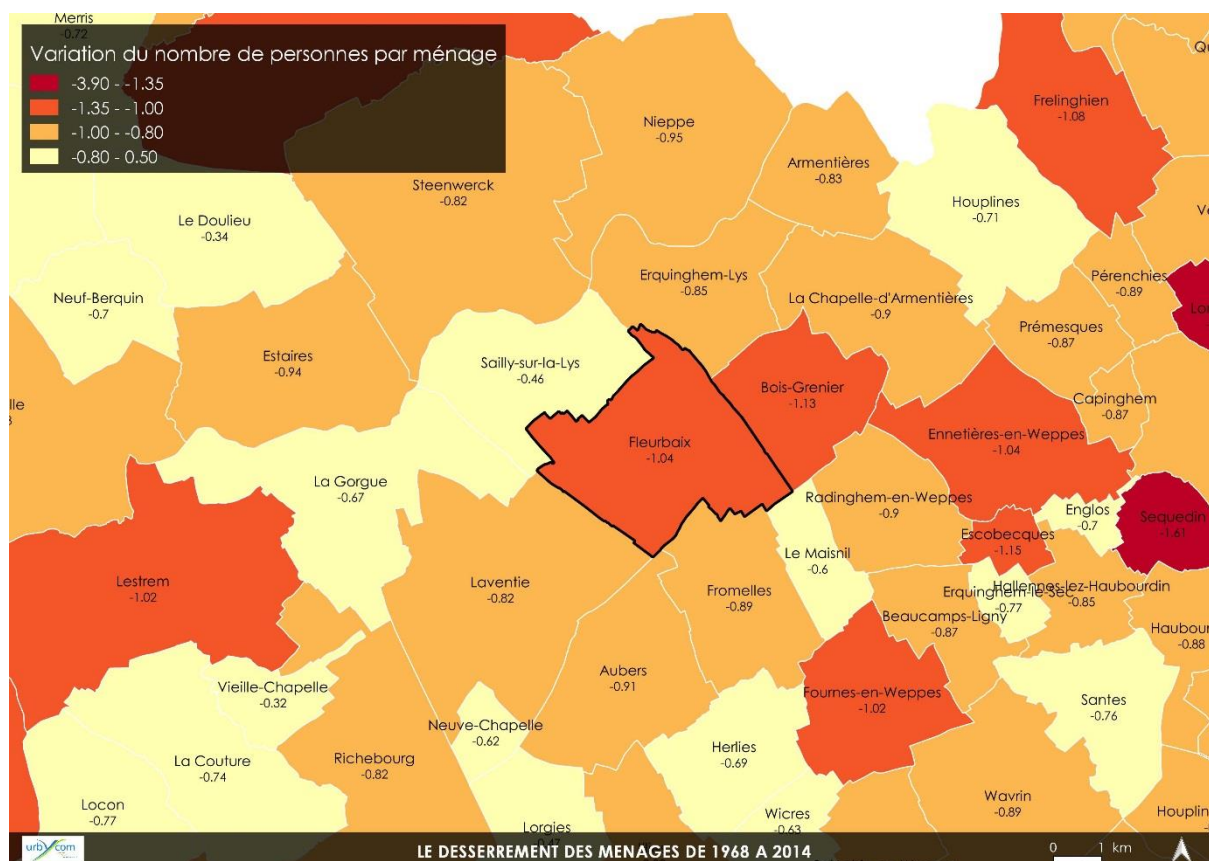 Merris
-0.72
Variation du nombre de personnes par ménage
-3.90 - -1.35
-1.35 - -1.00
-1.00 - -0.80
-0.80 - 0.50
Frelinghien
-1.08
Nieppe
-0.95
Armentières
-0.83
Steenwerck
-0.82
Houplines
-0.71
Le Doulieu
-0.34
Erquinghem-Lys
-0.85
Pérenchies
-0.89
Neuf-Berquin
-0.7
La Chapelle-d'Armentières
-0.9
Prémesques
-0.87
Estaires
-0.94
Sailly-sur-la-Lys
-0.46
Bois-Grenier
-1.13
Capinghem
-0.87
Fleurbaix
-1.04
Ennetières-en-Weppes
-1.04
La Gorgue
-0.67
Radinghem-en-Weppes
-0.9
Englos
-0.7
Sequedin
-1.61
Escobecques
-1.15
Le Maisnil
-0.6
Lestrem
-1.02
Laventie
-0.82
Fromelles
-0.89
Erquinghem-le-Sec
-0.77
Hallennes-lez-Haubourdin
-0.85
Beaucamps-Ligny
-0.87
Haubour
-0.88
Aubers
-0.91
Vieille-Chapelle
-0.32
Fournes-en-Weppes
-1.02
Santes
-0.76
Neuve-Chapelle
-0.62
Herlies
-0.69
La Couture
-0.74
Richebourg
-0.82
Wavrin
-0.89
Locon
-0.77
Wicres
-0.63
Houplin
Lorgies
urbycom
LE DESSERREMENT DES MENAGES DE 1968 A 2014
0 1 km